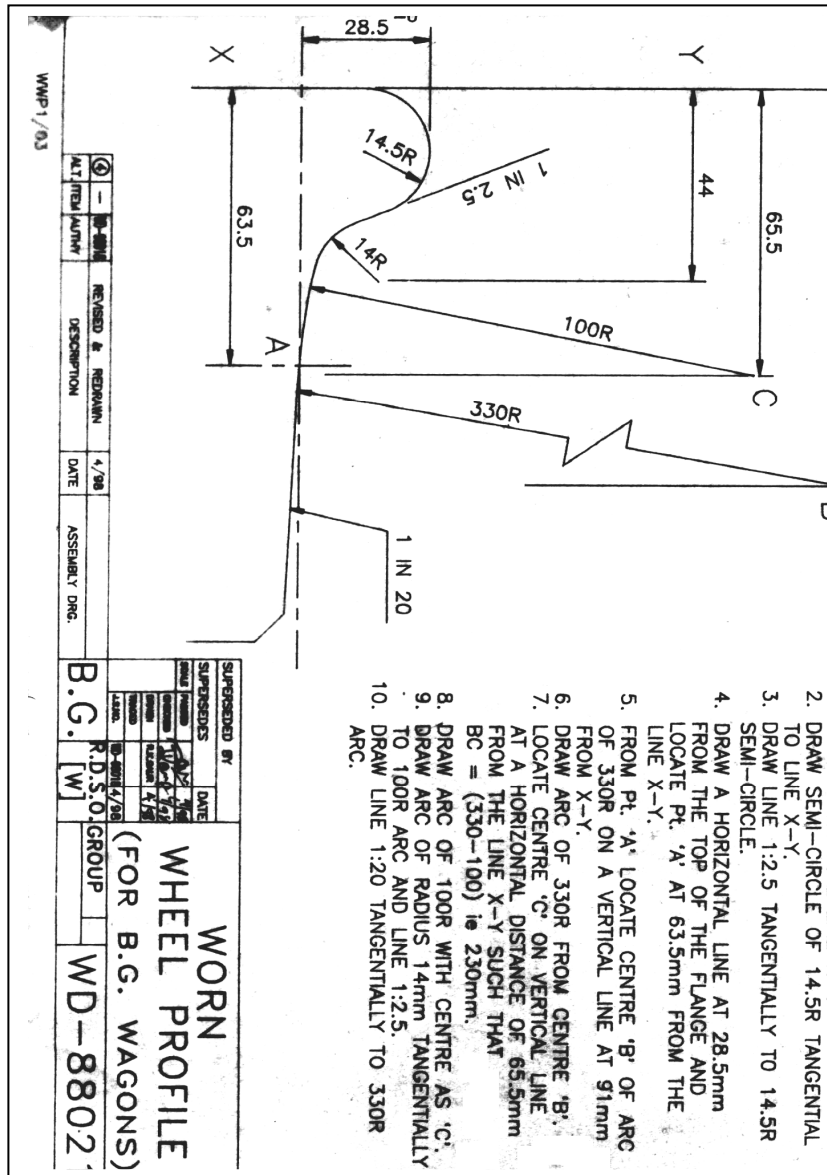 28.5
X
Y
14.5R
1 IN 2.5
44
65.5
63.5
14R
A
100R
C
330R
1 IN 20
2. DRAW SEMI-CIRCLE OF 14.5R TANGENTIAL
TO LINE X-Y.
3. DRAW LINE 1:2.5 TANGENTIALLY TO 14.5R
SEMI-CIRCLE.
4. DRAW A HORIZONTAL LINE AT 28.5mm
FROM THE TOP OF THE FLANGE AND
LOCATE Pt. 'A' AT 63.5mm FROM THE
LINE X-Y.
5. FROM Pt. 'A' LOCATE CENTRE 'B' OF ARC
OF 330R ON A VERTICAL LINE AT 91mm
FROM X-Y.
6. DRAW ARC OF 330R FROM CENTRE 'B'.
7. LOCATE CENTRE 'C' ON VERTICAL LINE
AT A HORIZONTAL DISTANCE OF 65.5mm
FROM THE LINE X-Y SUCH THAT
BC = (330-100) ie 230mm.
8. DRAW ARC OF 100R WITH CENTRE AS 'C'.
9. DRAW ARC OF RADIUS 14mm TANGENTIALLY
TO 100R ARC AND LINE 1:2.5.
10. DRAW LINE 1:20 TANGENTIALLY TO 330R
ARC.
WWP1/03
4 - REVISED & REDRAWN 4/98
ALT. ITEM AUTHY DESCRIPTION DATE ASSEMBLY DRG.
SUPERSEDED BY
SUPERSEDES
DATE
SCALE
4/98
B.G.
[W]
R.D.S.O.
GROUP
WORN
WHEEL PROFILE
(FOR B.G. WAGONS)
WD-8802